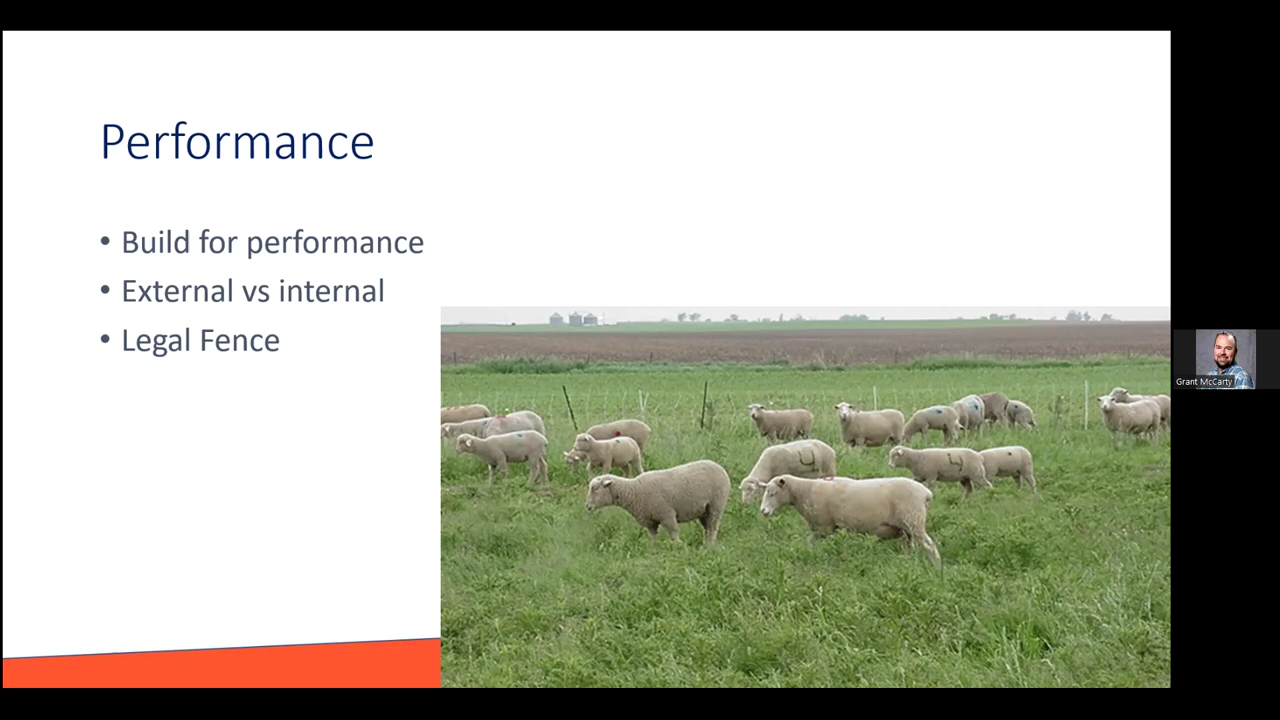 Performance
• Build for performance
• External vs internal
• Legal Fence
Grant McCarty